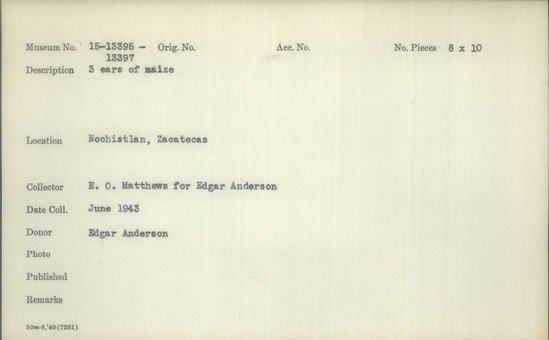 Museum No. 15-13395 - Orig. No. Acc. No. No. Pieces 8 x 10
13397
Description 3 ears of maize
Location Nochistlan, Zacatecas
Collector E. O. Matthews for Edgar Anderson
Date Coll. June 1943
Donor Edgar Anderson
Photo
Published
Remarks
50m-8,'40(7281)